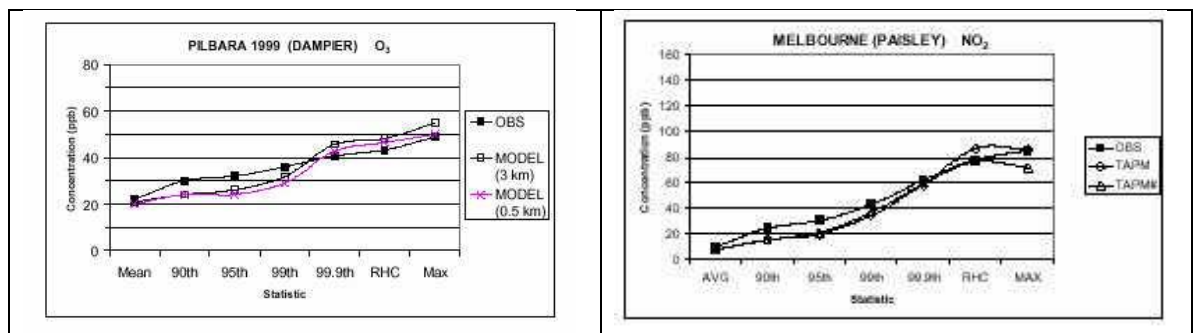 PILBARA 1999 (DAMPIER) O₃
80
60
40
20
0
Concentration (ppb)
Mean 90th 95th 99th 99.9th RHC Max
Statistic
OBS
MODEL
(3 km)
MODEL
(0.5 km)
MELBOURNE (PAISLEY) NO₂
160
140
120
100
80
60
40
20
0
Concentration (ppb)
AVG 90th 95th 99th 99.9th RHC MAX
Statistic
OBS
TAPM
TAPM#